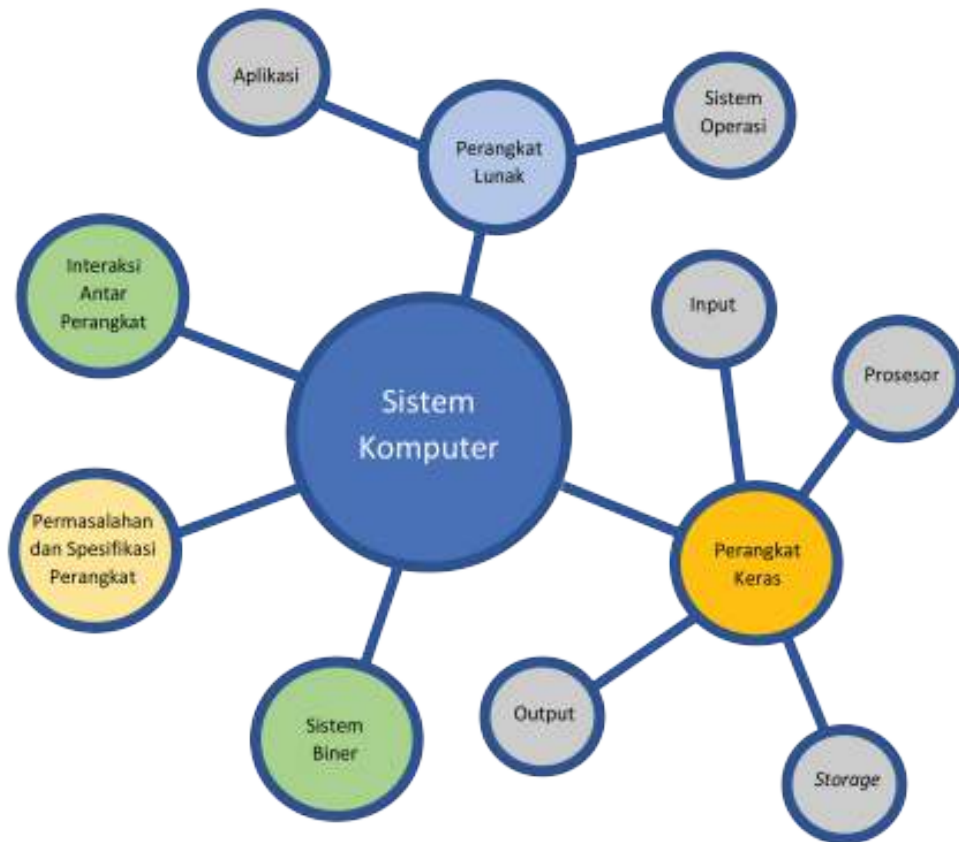 Aplikasi
Perangkat
Lunak
Sistem
Operasi
Interaksi
Antar
Perangkat
Input
Prosesor
Sistem
Komputer
Permasalahan
dan Spesifikasi
Perangkat
Perangkat
Keras
Sistem
Biner
Output
Storage